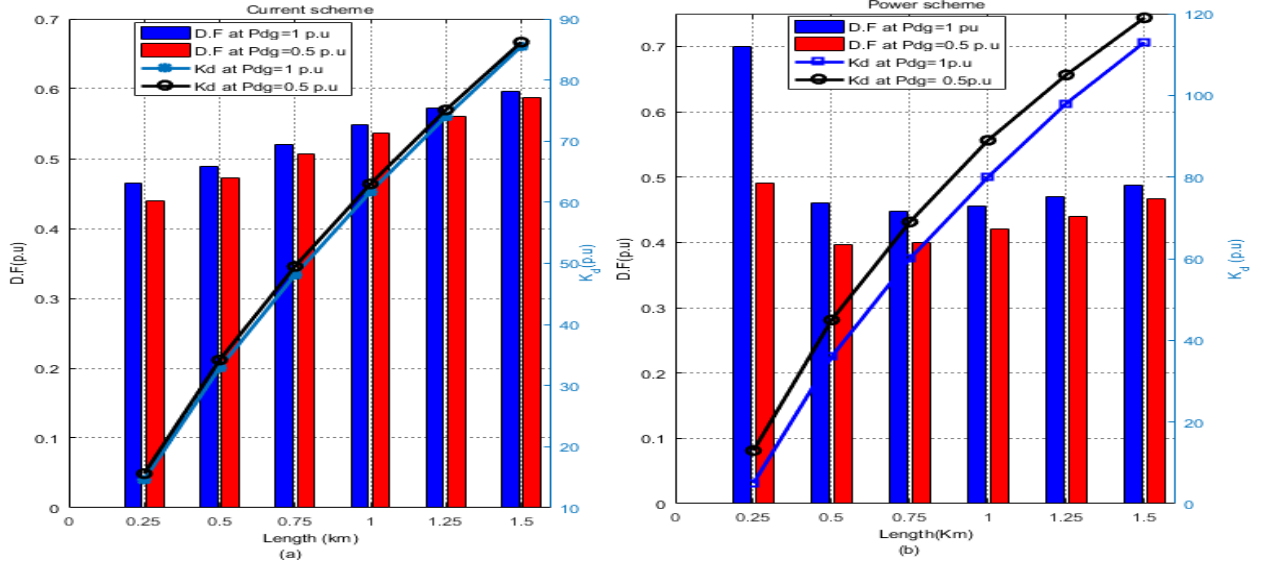 Current scheme
0.7
0.6
0.5
0.4
0.3
0.2
0.1
0
D.F(p.u)
D.F at Pdg=1 p.u
D.F at Pdg=0.5 p.u
Kd at Pdg=1 p.u
Kd at Pdg=0.5 p.u
90
80
70
60
50
40
30
20
10
Kd(p.u)
0 0.25 0.5 0.75 1 1.25 1.5
Length (km)
(a)
Power scheme
0.7
0.6
0.5
0.4
0.3
0.2
0.1
0
D.F(p.u)
D.F at Pdg=1 pu
D.F at Pdg=0.5 p.u
Kd at Pdg=1p.u
Kd at Pdg= 0.5p.u
120
100
80
60
40
20
0
Kd (p.u)
0 0.25 0.5 0.75 1 1.25 1.5
Length(Km)
(b)